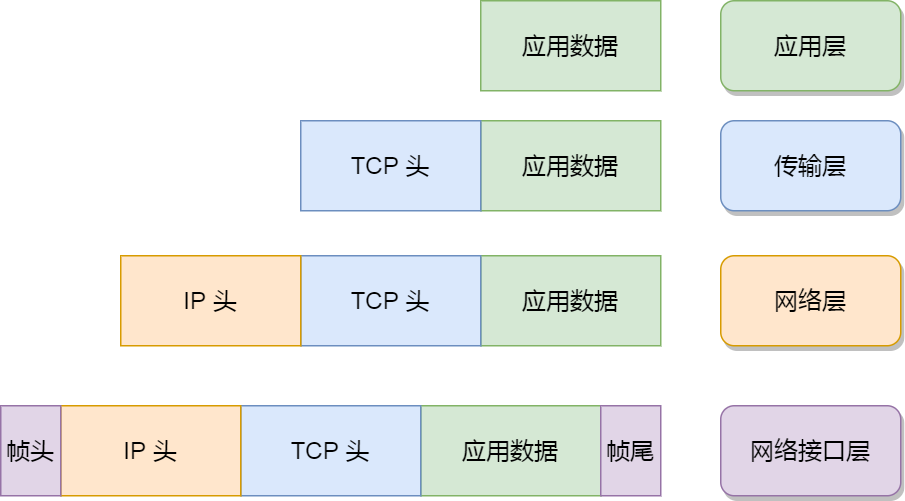 应用数据 应用层
TCP 头 应用数据 传输层
IP 头 TCP 头 应用数据 网络层
帧头 IP 头 TCP 头 应用数据 帧尾 网络接口层